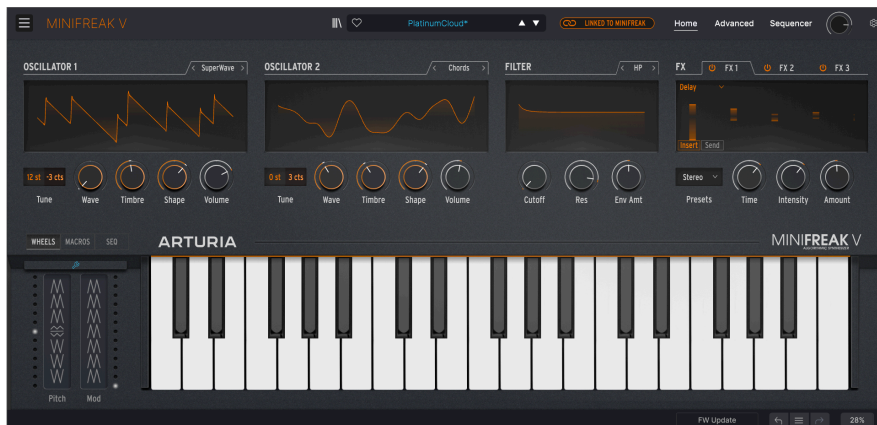 MINIFREAK V
PlatinumCloud*
LINKED TO MINIFREAK
Home
Advanced
Sequencer
OSCILLATOR 1
< SuperWave >
OSCILLATOR 2
< Chords >
FILTER
< HP >
FX
FX 1
FX 2
FX 3
Delay
Insert Send
12 st -3 cts
Tune
Wave
Timbre
Shape
Volume
0 st 3 cts
Tune
Wave
Timbre
Shape
Volume
Cutoff
Res
Env Amt
Stereo
Presets
Time
Intensity
Amount
WHEELS MACROS SEQ
ARTURIA
MINIFREAK V
ALGORITHMIC SYNTHESIZER
Pitch
Mod
FW Update
28%